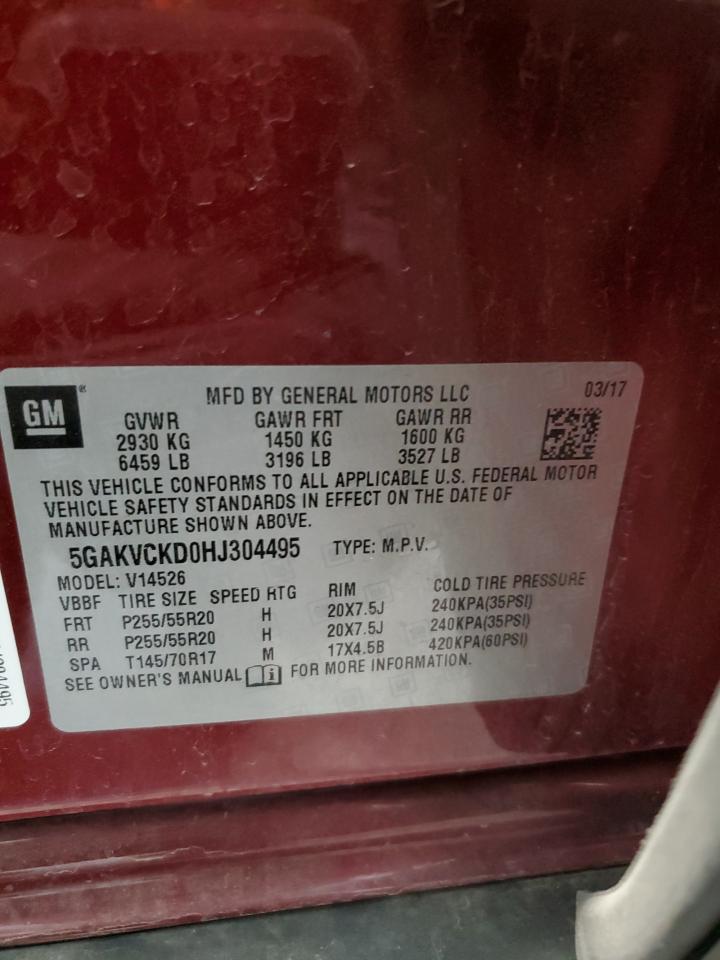 GM®
MFD BY GENERAL MOTORS LLC 03/17
GVWR GAWR FRT GAWR RR
2930 KG 1450 KG 1600 KG
6459 LB 3196 LB 3527 LB
THIS VEHICLE CONFORMS TO ALL APPLICABLE U.S. FEDERAL MOTOR
VEHICLE SAFETY STANDARDS IN EFFECT ON THE DATE OF
MANUFACTURE SHOWN ABOVE.
5GAKVCKD0HJ304495 TYPE: M.P.V.
MODEL: V14526
VBBF TIRE SIZE SPEED RTG RIM COLD TIRE PRESSURE
FRT P255/55R20 H 20X7.5J 240KPA(35PSI)
RR P255/55R20 H 20X7.5J 240KPA(35PSI)
SPA T145/70R17 M 17X4.5B 420KPA(60PSI)
SEE OWNER'S MANUAL i FOR MORE INFORMATION.